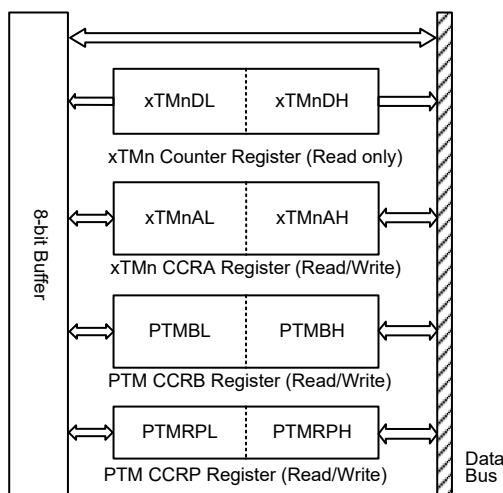 xTMnDL xTMnDH
xTMn Counter Register (Read only)
xTMnAL xTMnAH
xTMn CCRA Register (Read/Write)
8-bit Buffer
PTMBL PTMBH
PTM CCRB Register (Read/Write)
PTMRPL PTMRPH
PTM CCRP Register (Read/Write)
Data
Bus